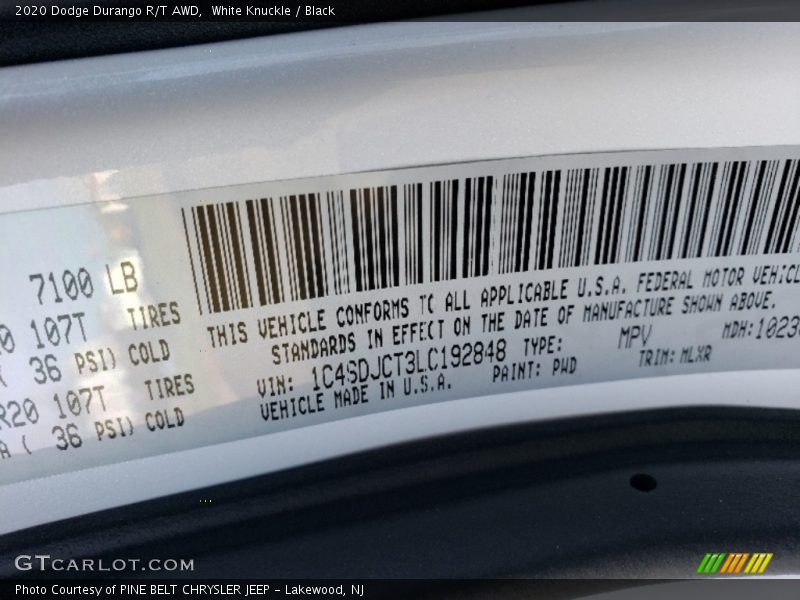 2020 Dodge Durango R/T AWD,  White Knuckle / Black
7100 LB
107T TIRES
( 36 PSI) COLD
R20 107T TIRES
( 36 PSI) COLD
THIS VEHICLE CONFORMS TO ALL APPLICABLE U.S.A. FEDERAL MOTOR VEHICL
STANDARDS IN EFFECT ON THE DATE OF MANUFACTURE SHOWN ABOVE.
VIN: 1C4SDJCT3LC192848 TYPE: MPV MDH: 1023
VEHICLE MADE IN U.S.A. PAINT: PWD TRIM: MLXR
GTCARLOT.COM
Photo Courtesy of PINE BELT CHRYSLER JEEP - Lakewood, NJ